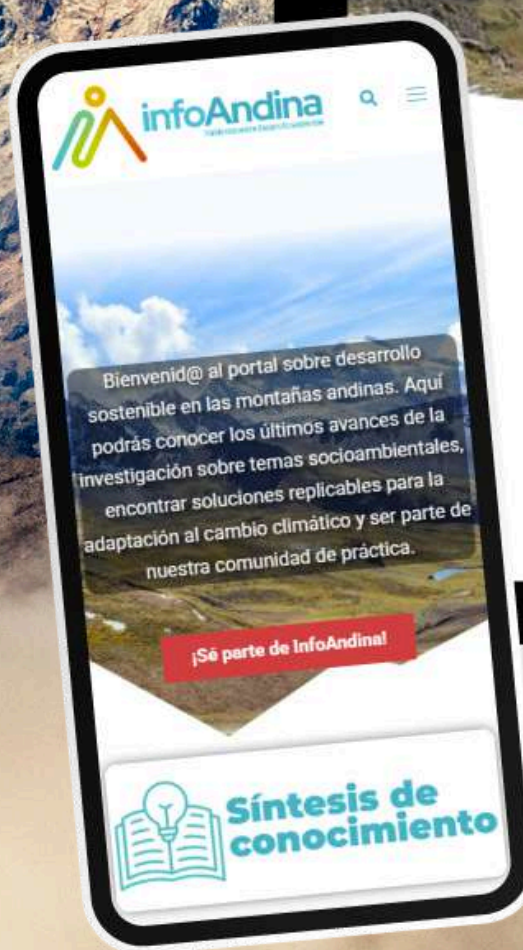 infoAndina
Bienvenid@ al portal sobre desarrollo
sostenible en las montañas andinas. Aquí
podrás conocer los últimos avances de la
investigación sobre temas socioambientales,
encontrar soluciones replicables para la
adaptación al cambio climático y ser parte de
nuestra comunidad de práctica.
¡Sé parte de InfoAndina!
Síntesis de
conocimiento